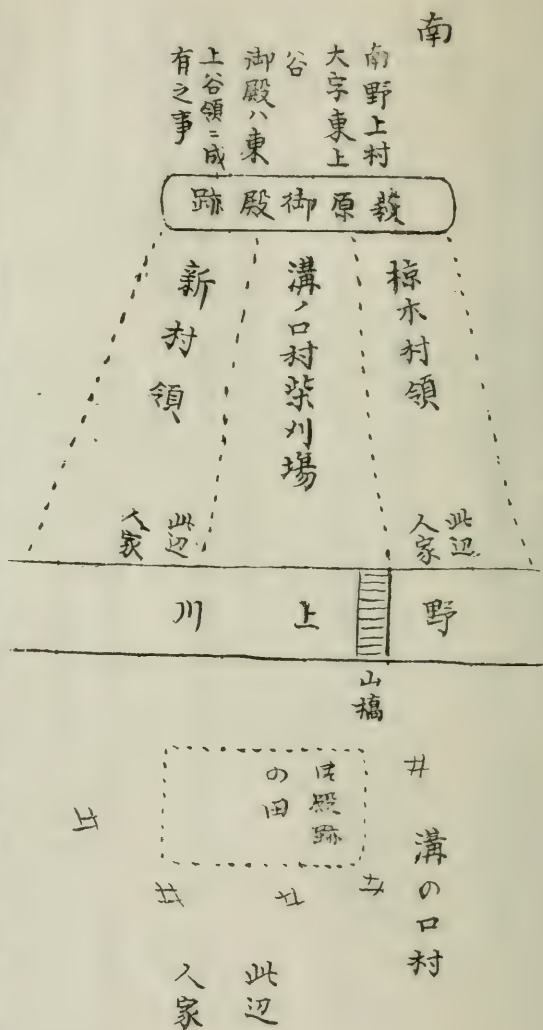 南
南野上村
大字東上
谷
御殿ハ東
上谷領ニ成
有之事
義原御殿跡
椋木村領
溝ノ口村柴刈場
新村領
此辺
人家
此辺
人家
野上川
山橋
御殿跡
の田
溝の口村
此辺
人家